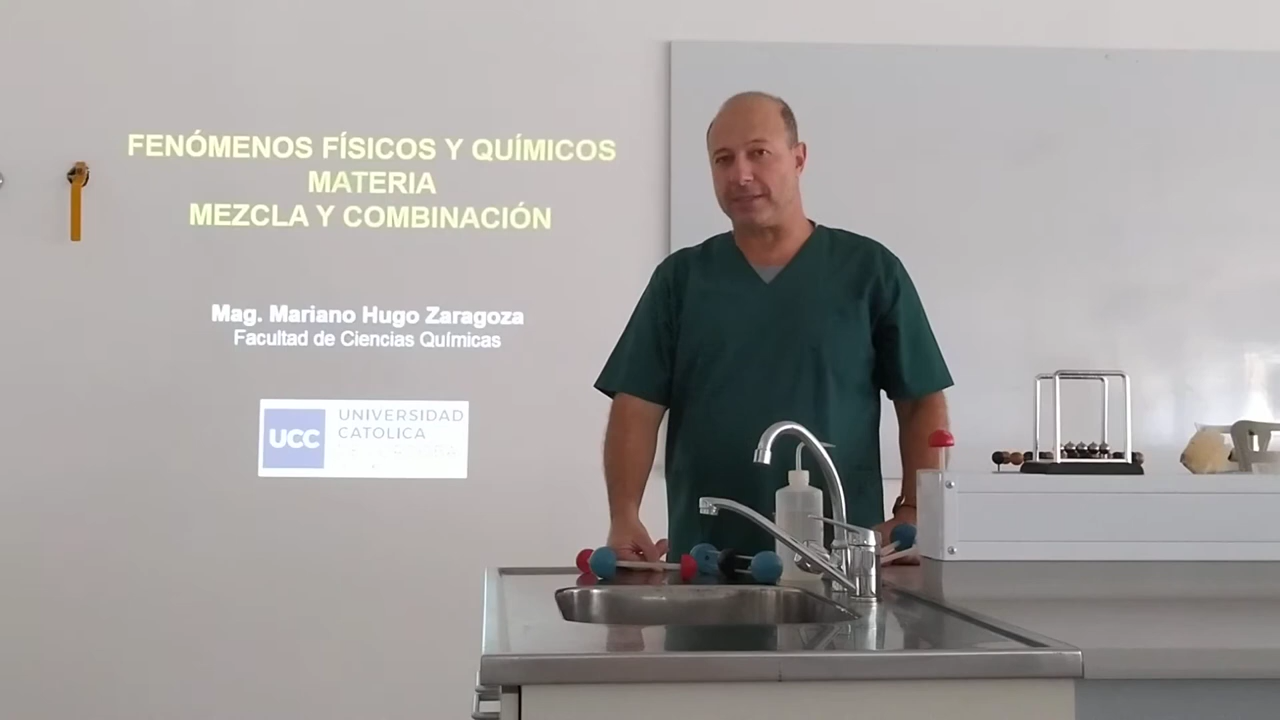 FENÓMENOS FÍSICOS Y QUÍMICOS
MATERIA
MEZCLA Y COMBINACIÓN
Mag. Mariano Hugo Zaragoza
Facultad de Ciencias Químicas
UCC
UNIVERSIDAD
CATOLICA